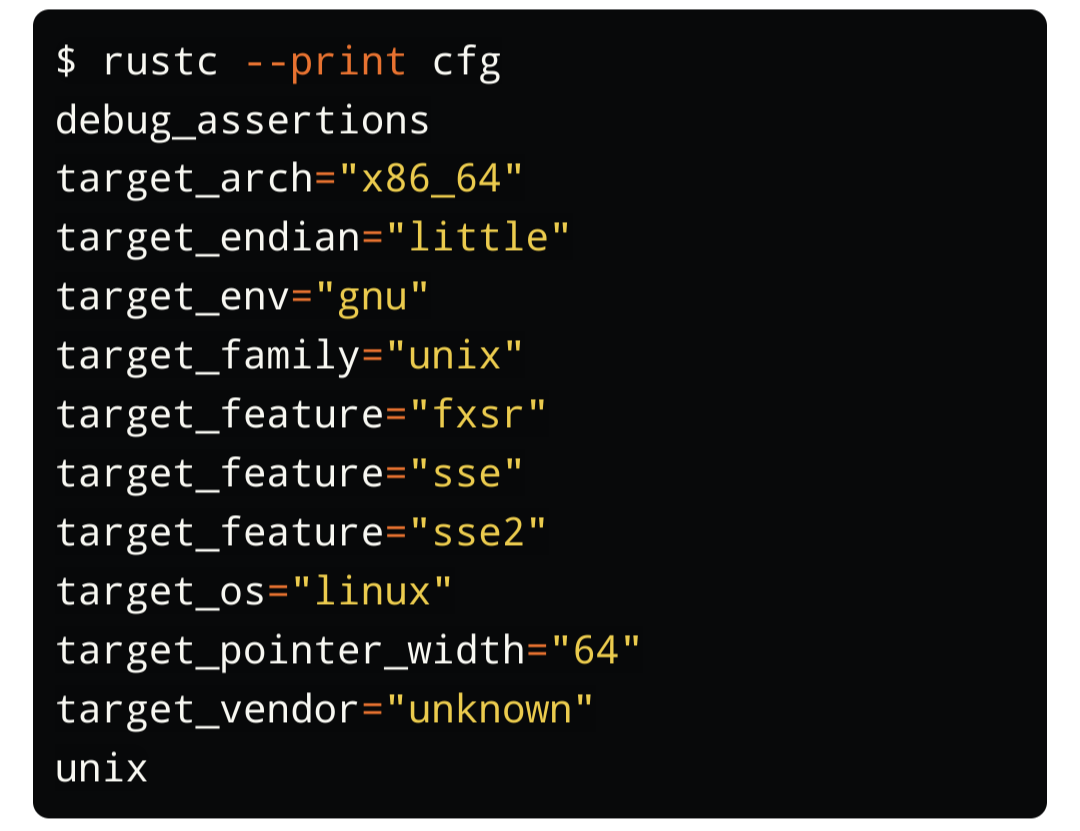 $ rustc --print cfg
debug_assertions
target_arch="x86_64"
target_endian="little"
target_env="gnu"
target_family="unix"
target_feature="fxsr"
target_feature="sse"
target_feature="sse2"
target_os="linux"
target_pointer_width="64"
target_vendor="unknown"
unix